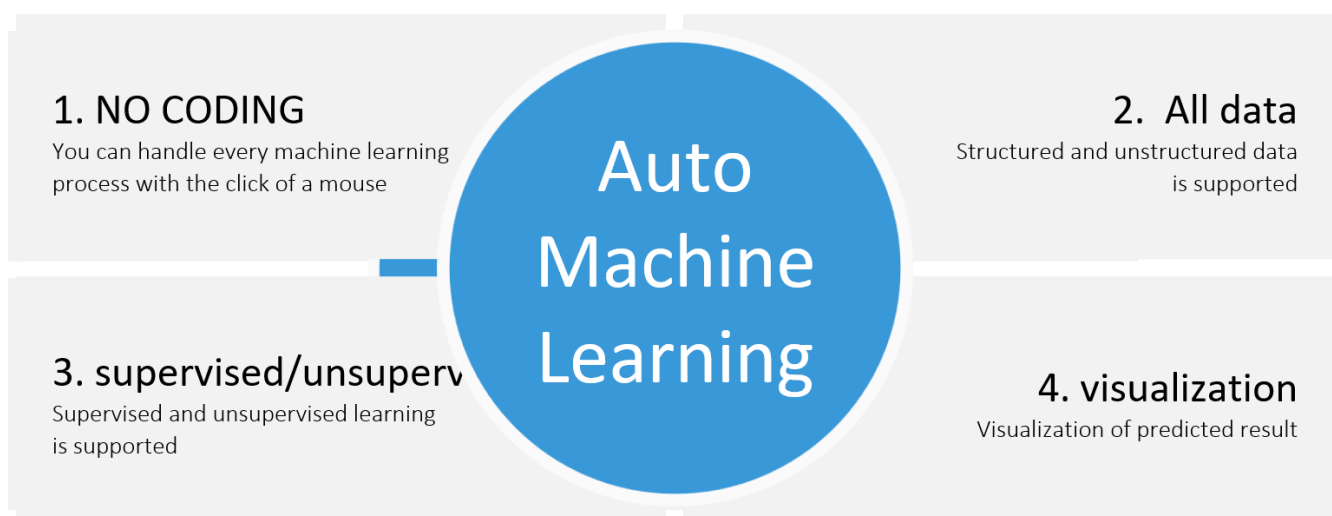 1. NO CODING
You can handle every machine learning
process with the click of a mouse
2. All data
Structured and unstructured data
is supported
Auto
Machine
Learning
3. supervised/unsuperv
Supervised and unsupervised learning
is supported
4. visualization
Visualization of predicted result